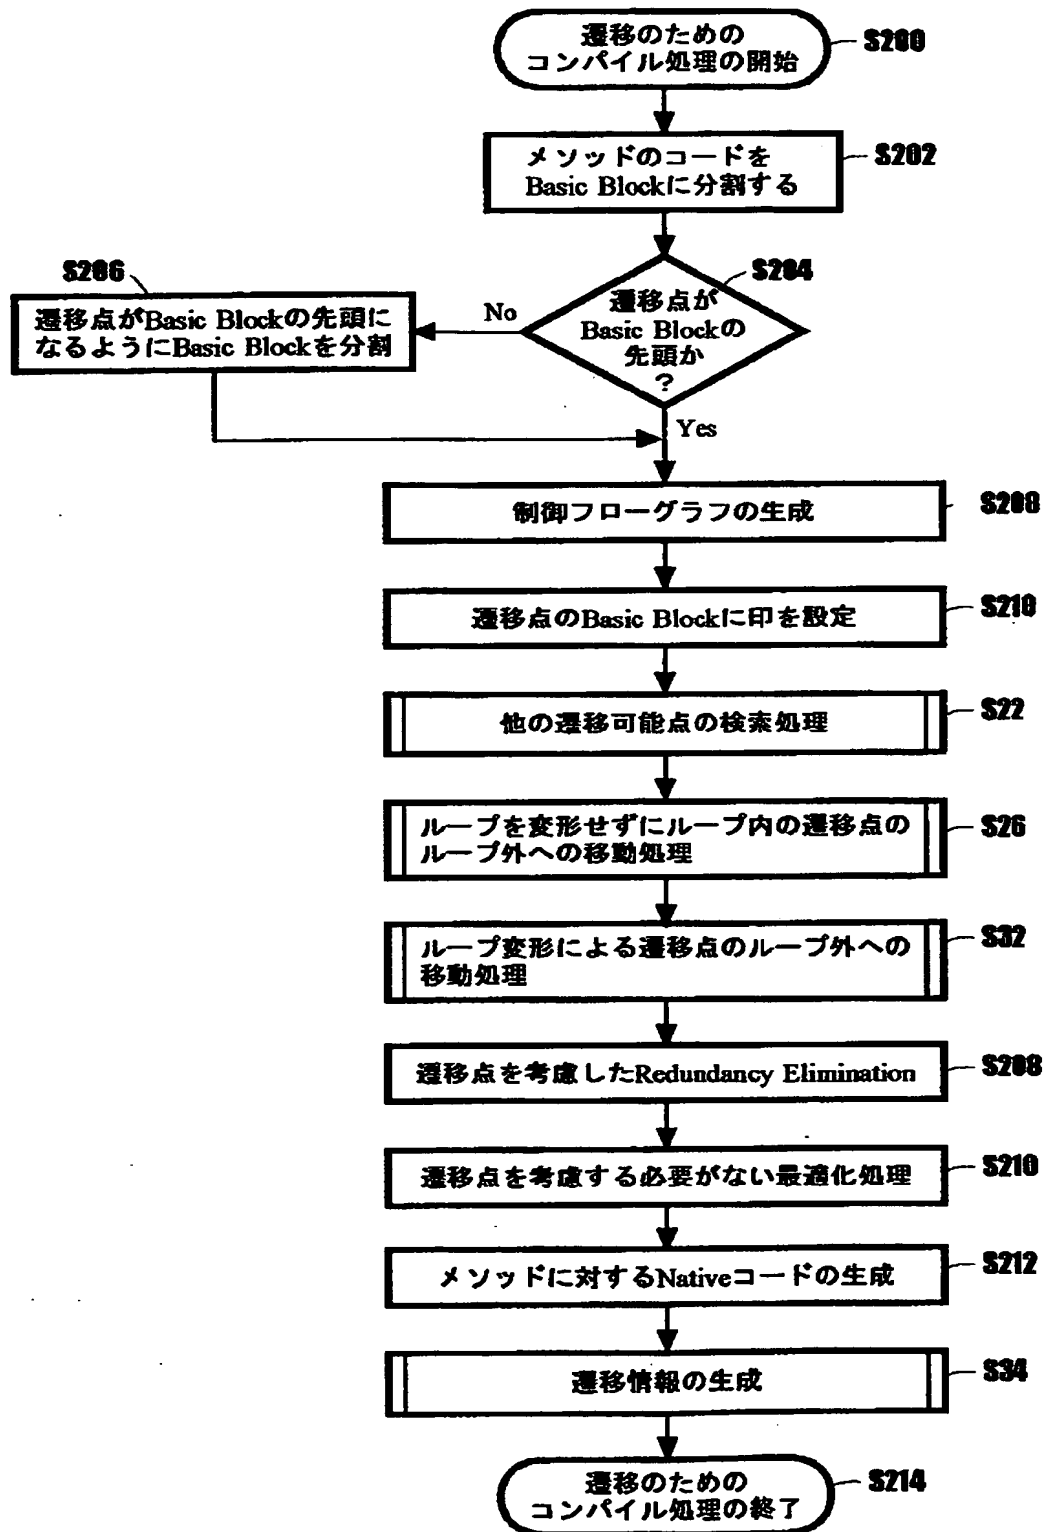 遷移のための
コンパイル処理の開始
S200
メソッドのコードを
Basic Blockに分割する
S202
S204
遷移点が
Basic Blockの
先頭か
?
No
Yes
S206
遷移点がBasic Blockの先頭に
なるようにBasic Blockを分割
制御フローグラフの生成
S208
遷移点のBasic Blockに印を設定
S210
他の遷移可能点の検索処理
S22
ループを変形せずにループ内の遷移点の
ループ外への移動処理
S26
ループ変形による遷移点のループ外への
移動処理
S32
遷移点を考慮したRedundancy Elimination
S208
遷移点を考慮する必要がない最適化処理
S210
メソッドに対するNativeコードの生成
S212
遷移情報の生成
S34
遷移のための
コンパイル処理の終了
S214